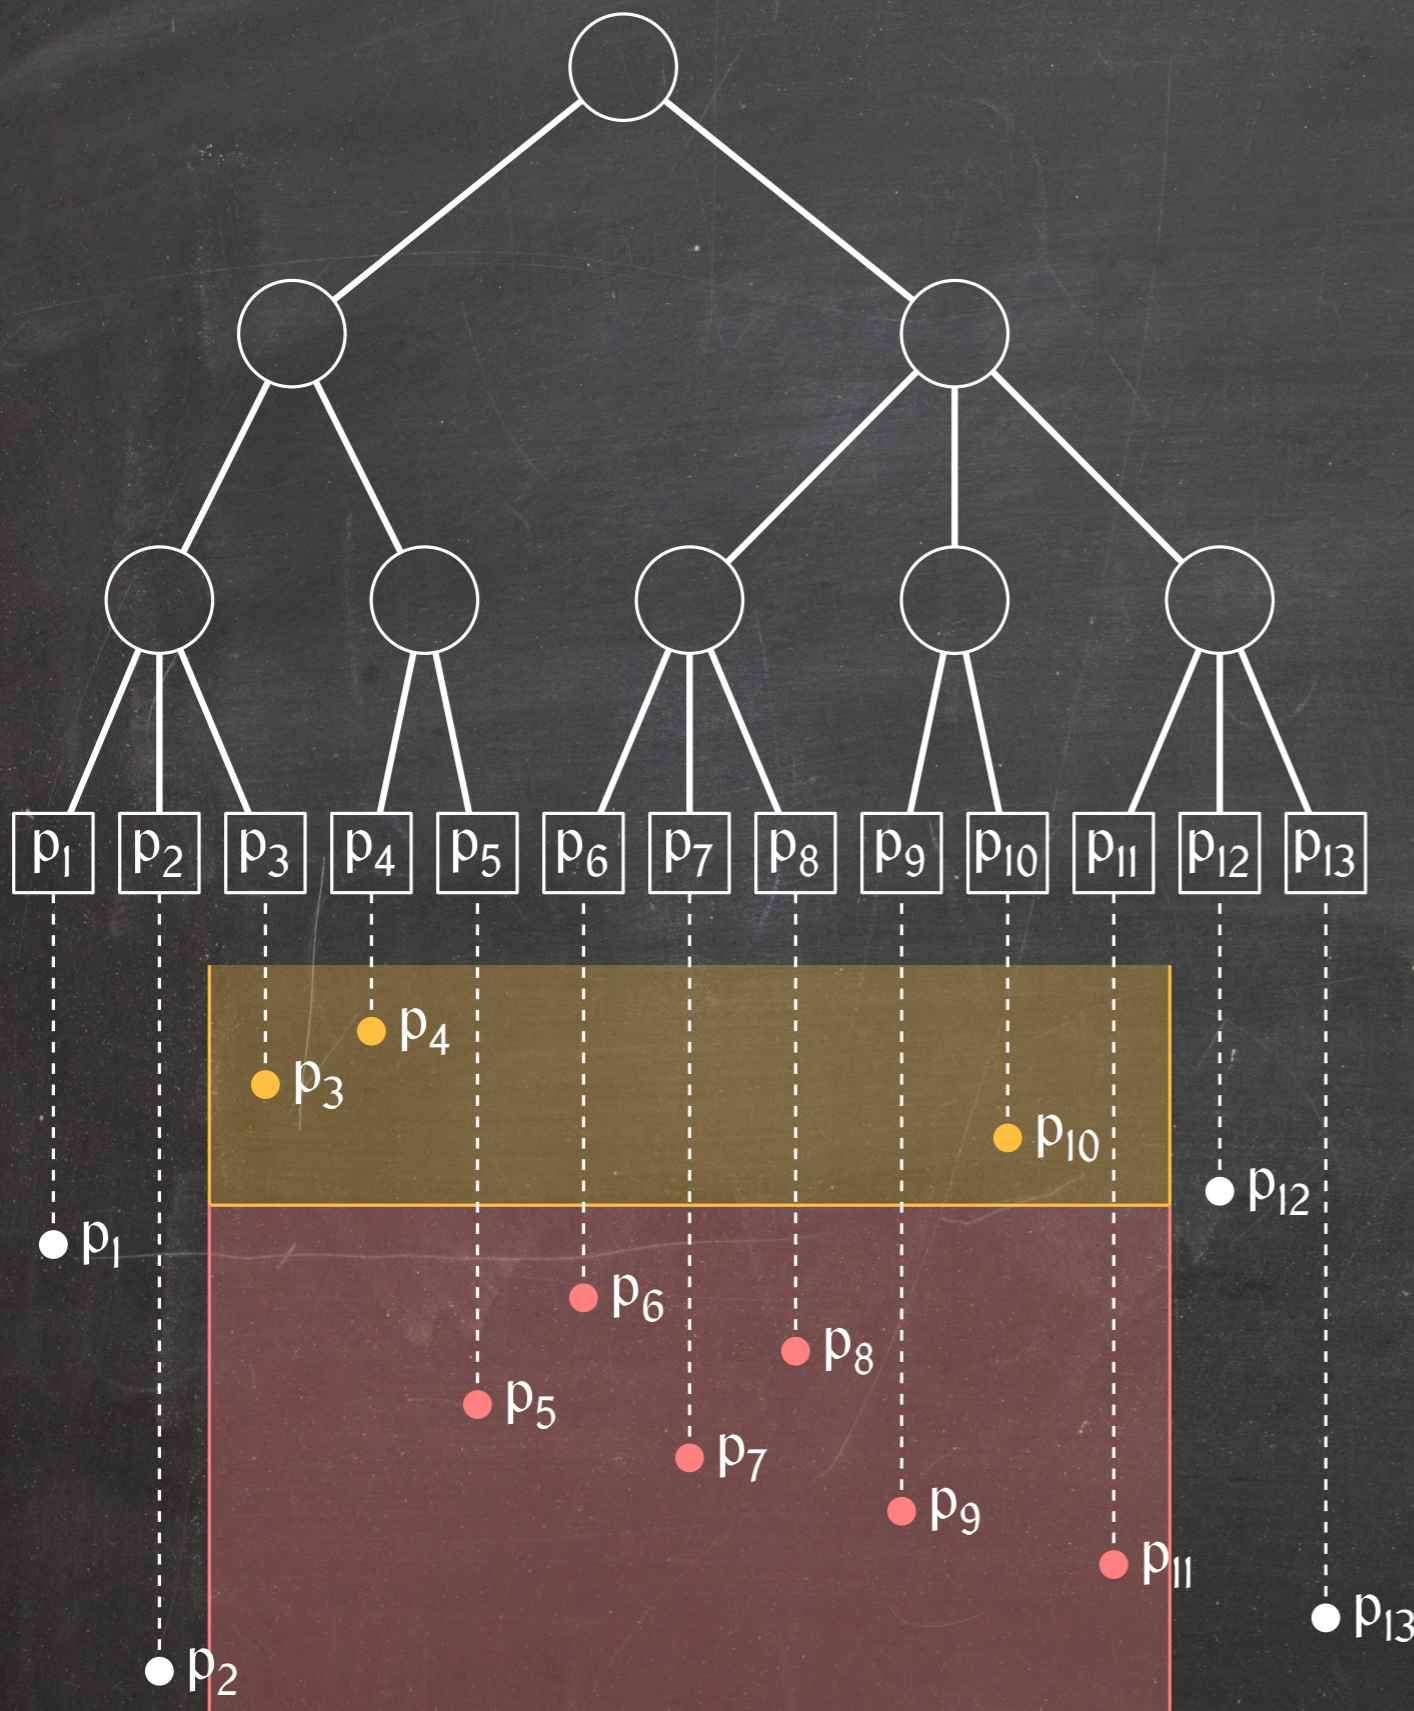 p₁ p₂ p₃ p₄ p₅ p₆ p₇ p₈ p₉ p₁₀ p₁₁ p₁₂ p₁₃
p₄
p₃
p₁₀
p₁₂
p₁
p₆
p₈
p₅
p₇
p₉
p₁₁
p₁₃
p₂